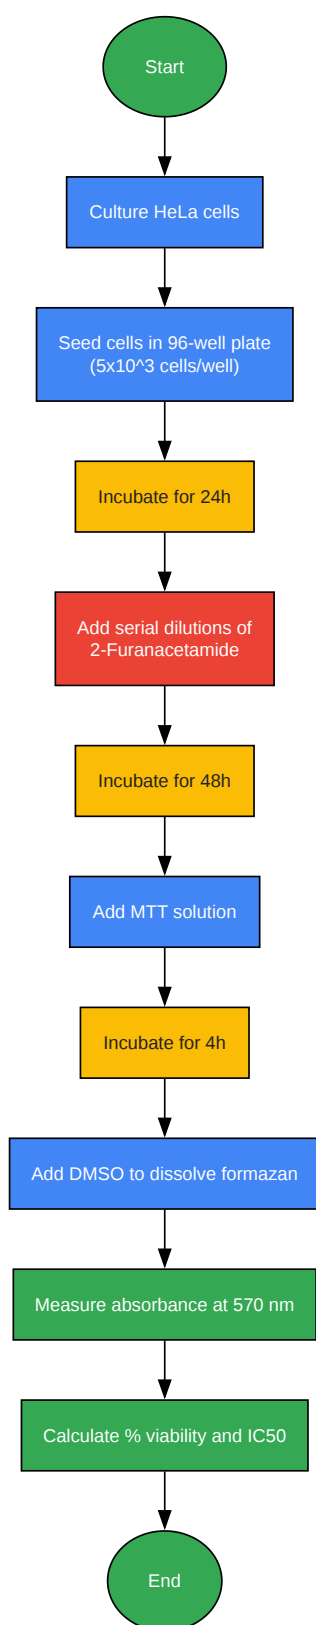 Start
Culture HeLa cells
Seed cells in 96-well plate
(5x10^3 cells/well)
Incubate for 24h
Add serial dilutions of
2-Furanacetamide
Incubate for 48h
Add MTT solution
Incubate for 4h
Add DMSO to dissolve formazan
Measure absorbance at 570 nm
Calculate % viability and IC50
End